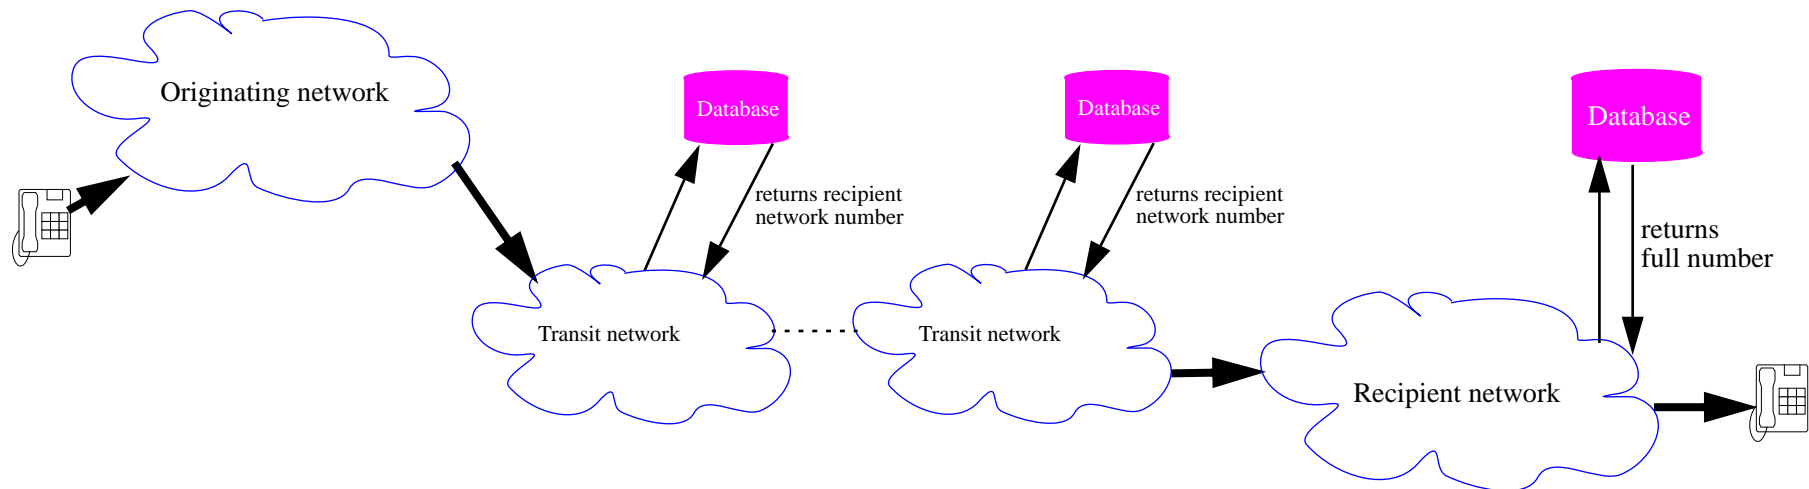 Originating network
Database
returns recipient
network number
Transit network
Database
returns recipient
network number
Transit network
Database
returns
full number
Recipient network